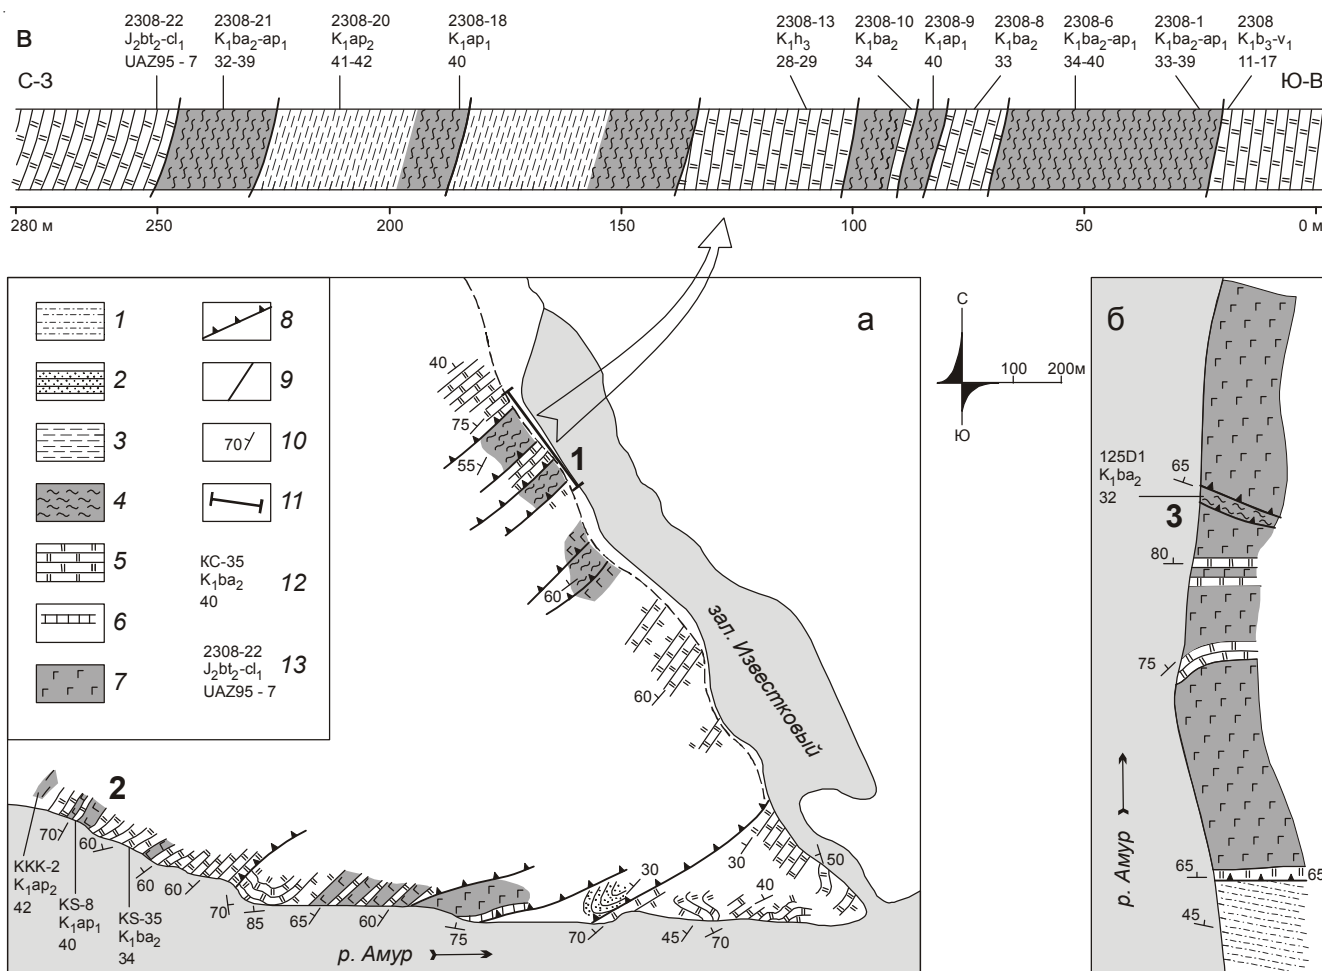 в
С-З
2308-22
J2bt2-cl1
UAZ95 - 7
2308-21
K1ba2-ap1
32-39
2308-20
K1ap2
41-42
2308-18
K1ap1
40
2308-13
K1h3
28-29
2308-10
K1ba2
34
2308-9
K1ap1
40
2308-8
K1ba2
33
2308-6
K1ba2-ap1
34-40
2308-1
K1ba2-ap1
33-39
2308
K1b3-v1
11-17
Ю-В
280 м
250
200
150
100
50
0 м
1
2
3
4
5
6
7
8
9
70
10
11
КС-35
K1ba2
40
12
2308-22
J2bt2-cl1
UAZ95 - 7
13
а
40
75
55
1
60
60
зал. Известковый
2
70
60
60
60
70
85
65
60
75
70
30
45
70
40
30
50
KKK-2
K1ap2
42
KS-8
K1ap1
40
KS-35
K1ba2
34
р. Амур
С
Ю
100
200м
б
125D1
K1ba2
32
65
3
80
75
р. Амур
65
65
45